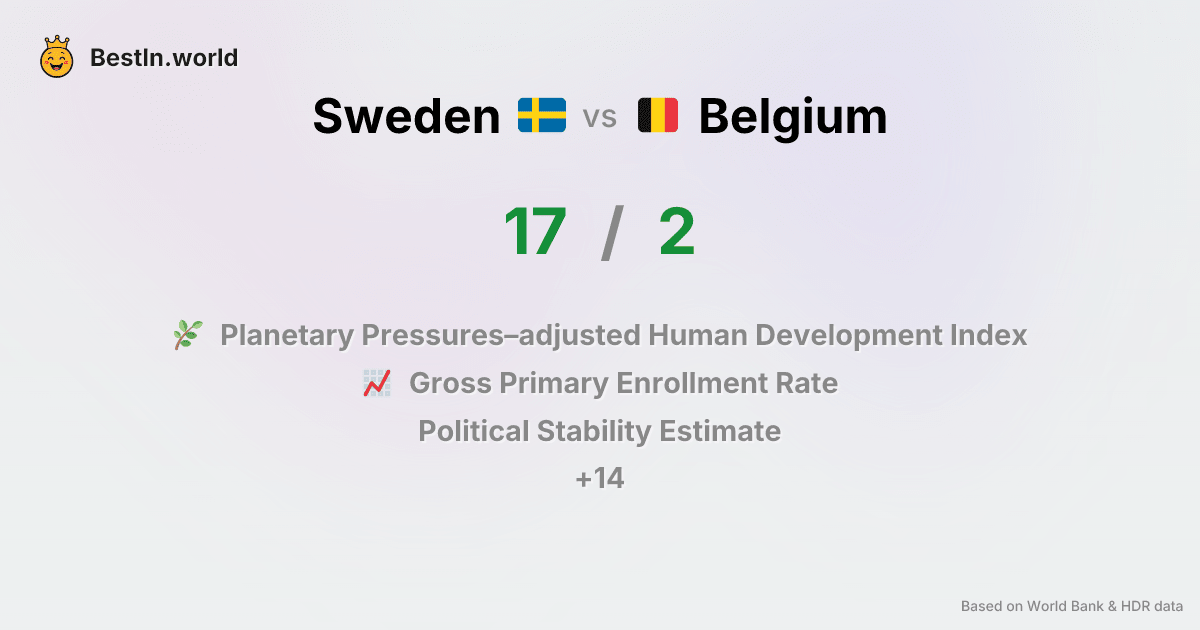 BestIn.world
Sweden vs Belgium
17 / 2
Planetary Pressures–adjusted Human Development Index
Gross Primary Enrollment Rate
Political Stability Estimate
+14
Based on World Bank & HDR data